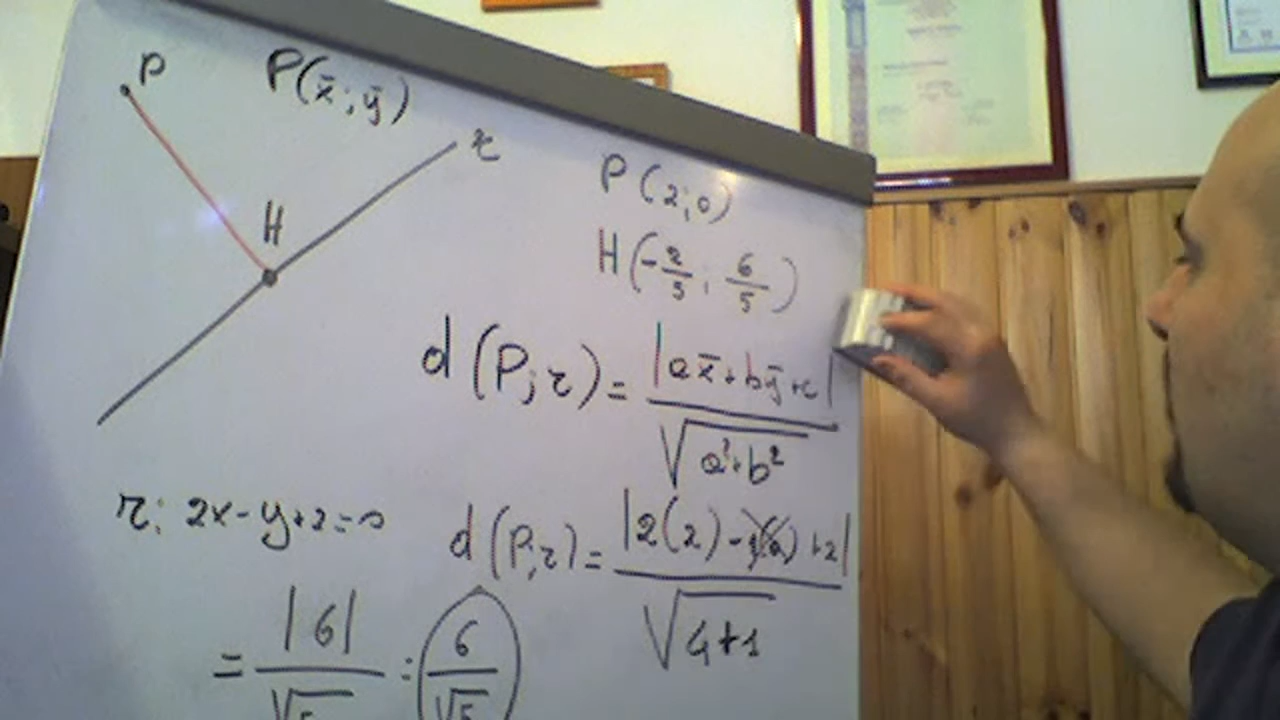 P
P(x̄; ȳ)
r
H
P(2;0)
H(-2/5; 6/5)
d(P;r) = |ax̄+bȳ+c| / √(a²+b²)
r: 2x-y+2=0
d(P;r) = |2(2)-1(0)+2| / √(4+1)
= |6| / √5 = 6/√5